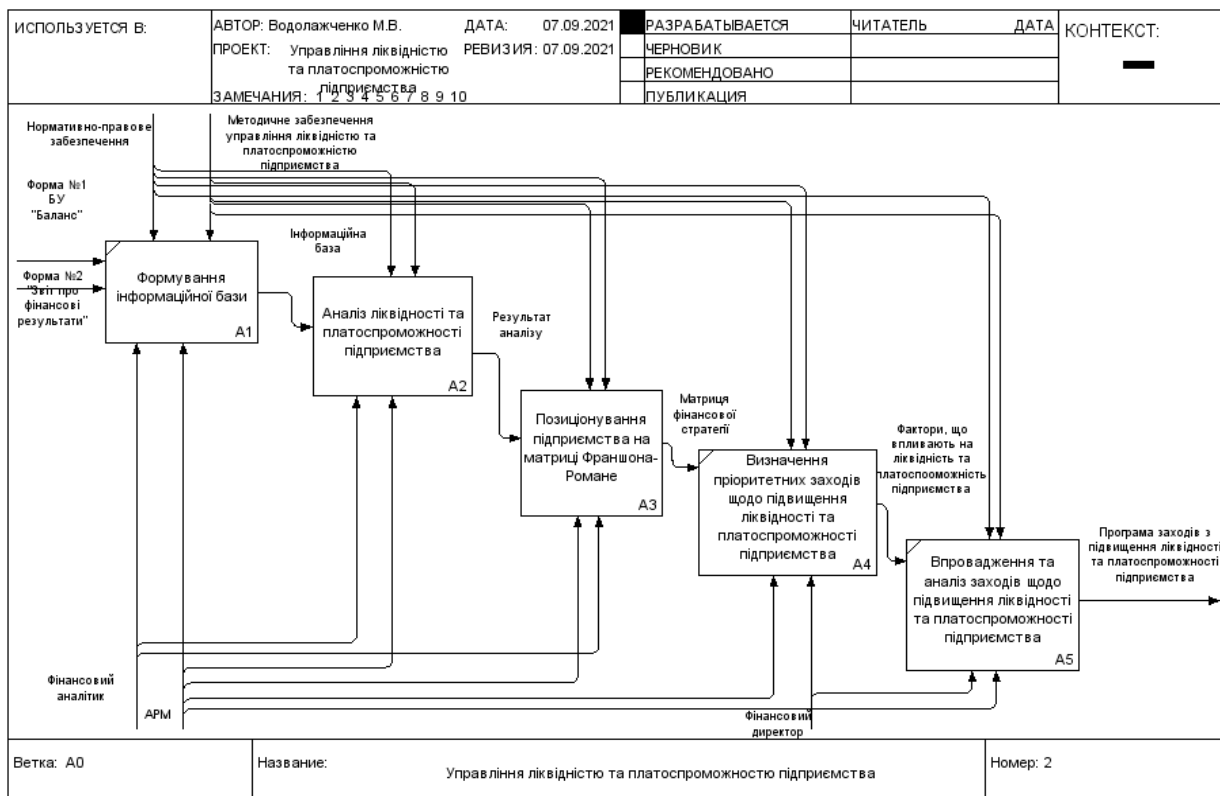 ИСПОЛЬЗУЕТСЯ В:
АВТОР: Водолажченко М.В.
ДАТА: 07.09.2021
ПРОЕКТ: Управління ліквідністю
та платоспроможністю
підприємства
РЕВИЗИЯ: 07.09.2021
ЗАМЕЧАНИЯ: 1 2 3 4 5 6 7 8 9 10
РАЗРАБАТЫВАЕТСЯ
ЧЕРНОВИК
РЕКОМЕНДОВАНО
ПУБЛИКАЦИЯ
ЧИТАТЕЛЬ
ДАТА
КОНТЕКСТ:
Нормативно-правове
забезпечення
Методичне забезпечення
управління ліквідністю та
платоспроможністю
підприємства
Форма №1
БУ
"Баланс"
Форма №2
"Звіт про
фінансові
результати"
Формування
інформаційної бази
A1
Інформаційна
база
Аналіз ліквідності та
платоспроможності
підприємства
A2
Результат
аналізу
Позиціонування
підприємства на
матриці Франшона-
Романе
A3
Матриця
фінансової
стратегії
Визначення
пріоритетних заходів
щодо підвищення
ліквідності та
платоспроможності
підприємства
A4
Фактори, що
впливають на
ліквідність та
платоспооможність
підприємства
Впровадження та
аналіз заходів щодо
підвищення ліквідності
та платоспроможності
підприємства
A5
Програма заходів з
підвищення ліквідності
та платоспроможності
підприємства
Фінансовий
аналітик
АРМ
Фінансовий
директор
Ветка: A0
Название:
Управління ліквідністю та платоспроможностю підприємства
Номер: 2